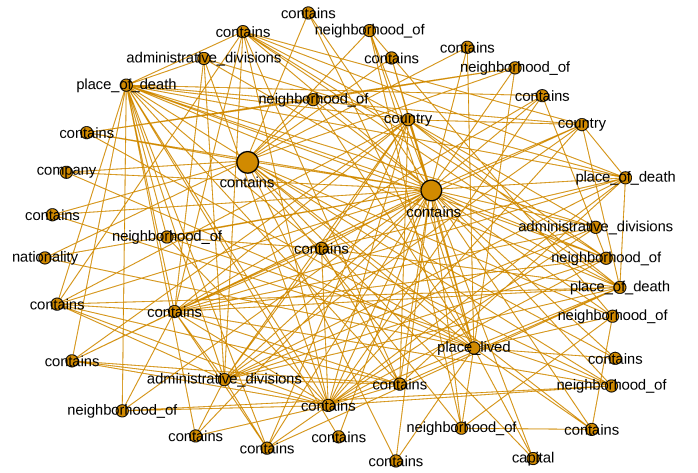 contains
neighborhood_of
contains
contains
administrative_divisions
contains
neighborhood_of
place_of_death
contains
neighborhood_of
country
country
contains
company
contains
place_of_death
contains
contains
administrative_divisions
neighborhood_of
contains
nationality
neighborhood_of
place_of_death
contains
contains
neighborhood_of
place_lived
contains
contains
administrative_divisions
contains
neighborhood_of
contains
neighborhood_of
neighborhood_of
contains
contains
contains
contains
contains
capital